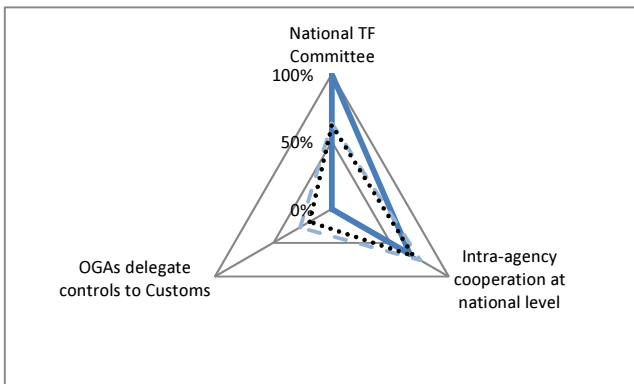 National TF
Committee
100%
50%
0%
OGAs delegate
controls to Customs
Intra-agency
cooperation at
national level